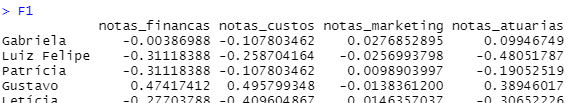 > F1
notas_financas notas_custos notas_marketing notas_atuarias
Gabriela -0.00386988 -0.107803462 0.0276852895 0.09946749
Luiz Felipe -0.31118388 -0.258704164 -0.0256993798 -0.48051787
Patrícia -0.31118388 -0.107803462 0.0098903997 -0.19052519
Gustavo 0.47417412 0.495799348 -0.0138361200 0.38946017
Letícia -0.27703788 -0.409604867 0.0146357037 -0.30652226